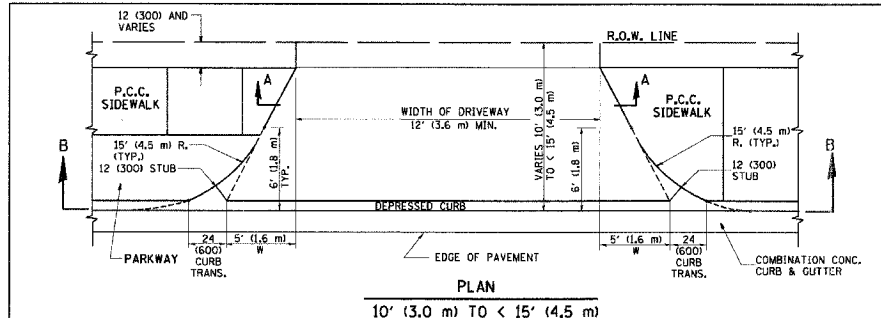 12 (300) AND
VARIES
R.O.W. LINE
A
A
P.C.C.
SIDEWALK
P.C.C.
SIDEWALK
WIDTH OF DRIVEWAY
12' (3.6 m) MIN.
VARIES 10' (3.0 m)
TO < 15' (4.5 m)
15' (4.5 m) R.
(TYP.)
12 (300) STUB
6' (1.8 m)
TYP.
6' (1.8 m)
15' (4.5 m)
R. (TYP.)
12 (300)
STUB
B
B
DEPRESSED CURB
PARKWAY
24
(600)
CURB
TRANS.
5' (1.6 m)
W
EDGE OF PAVEMENT
5' (1.6 m)
W
24
(600)
CURB
TRANS.
COMBINATION CONC.
CURB & GUTTER
PLAN
10' (3.0 m) TO < 15' (4.5 m)